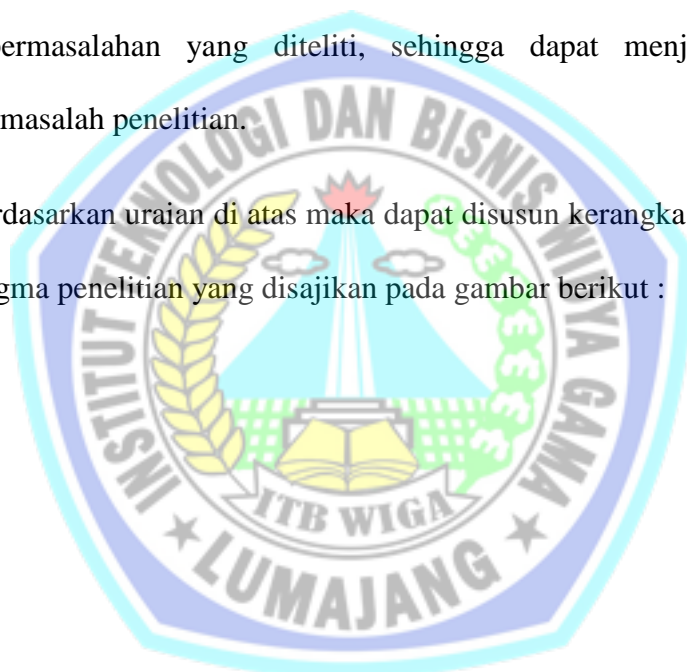 permasalahan yang diteliti, sehingga dapat menj
masalah penelitian.
rdasarkan uraian di atas maka dapat disusun kerangka
gma penelitian yang disajikan pada gambar berikut :
INSTITUT TEKNOLOGI DAN BISNIS WIDYA GAMA
ITB WIGA
LUMAJANG